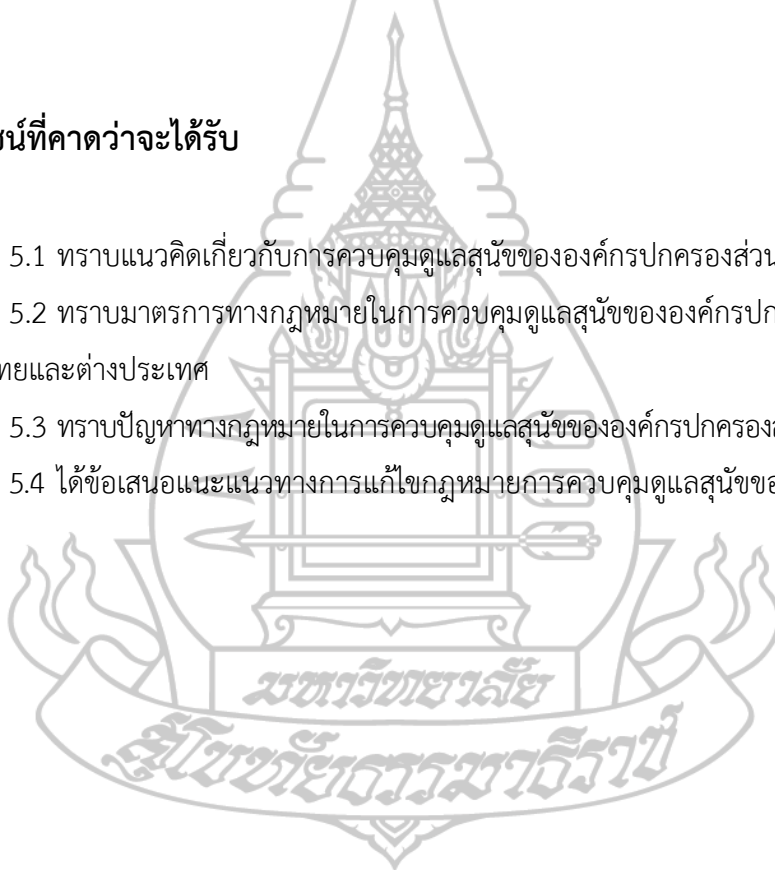 ชน์ที่คาดว่าจะได้รับ
5.1 ทราบแนวคิดเกี่ยวกับการควบคุมดูแลสุนัขขององค์กรปกครองส่วน
5.2 ทราบมาตรการทางกฎหมายในการควบคุมดูแลสุนัขขององค์กรปก
ทยและต่างประเทศ
5.3 ทราบปัญหาทางกฎหมายในการควบคุมดูแลสุนัขขององค์กรปกครอง
5.4 ได้ข้อเสนอแนะแนวทางการแก้ไขกฎหมายการควบคุมดูแลสุนัขขอ
มหาวิทยาลัย
สุโขทัยธรรมาธิราช